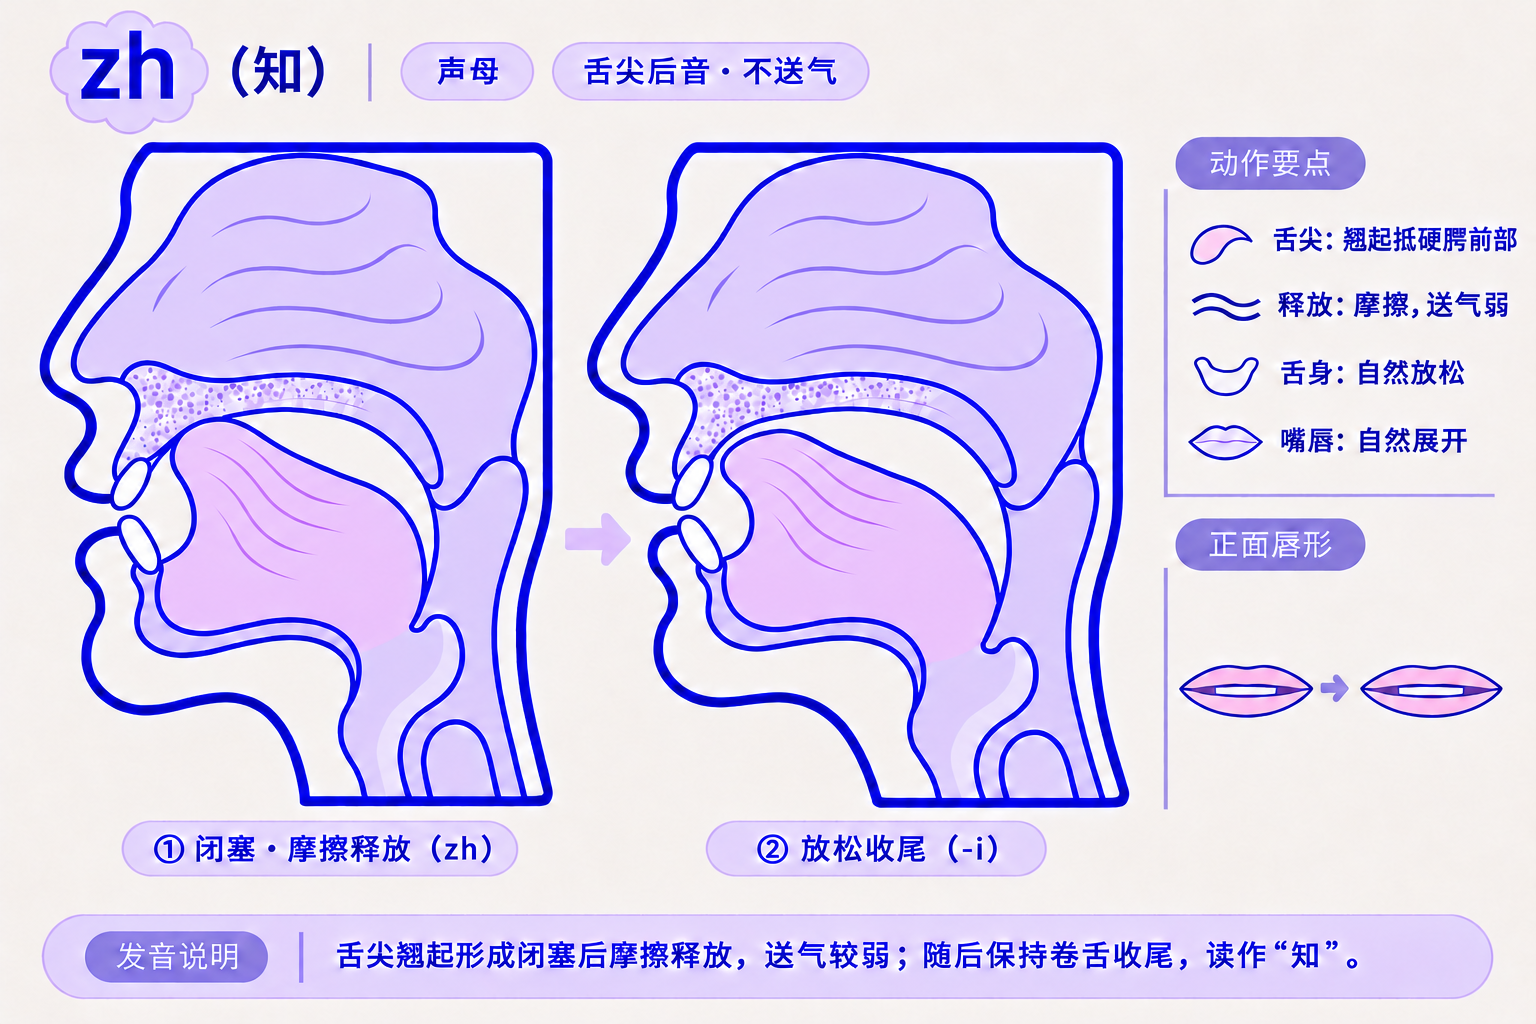 zh（知）
声母
舌尖后音·不送气
动作要点
舌尖：翘起抵硬腭前部
释放：摩擦，送气弱
舌身：自然放松
嘴唇：自然展开
正面唇形
① 闭塞·摩擦释放（zh）
② 放松收尾（-i）
发音说明
舌尖翘起形成闭塞后摩擦释放，送气较弱；随后保持卷舌收尾，读作“知”。